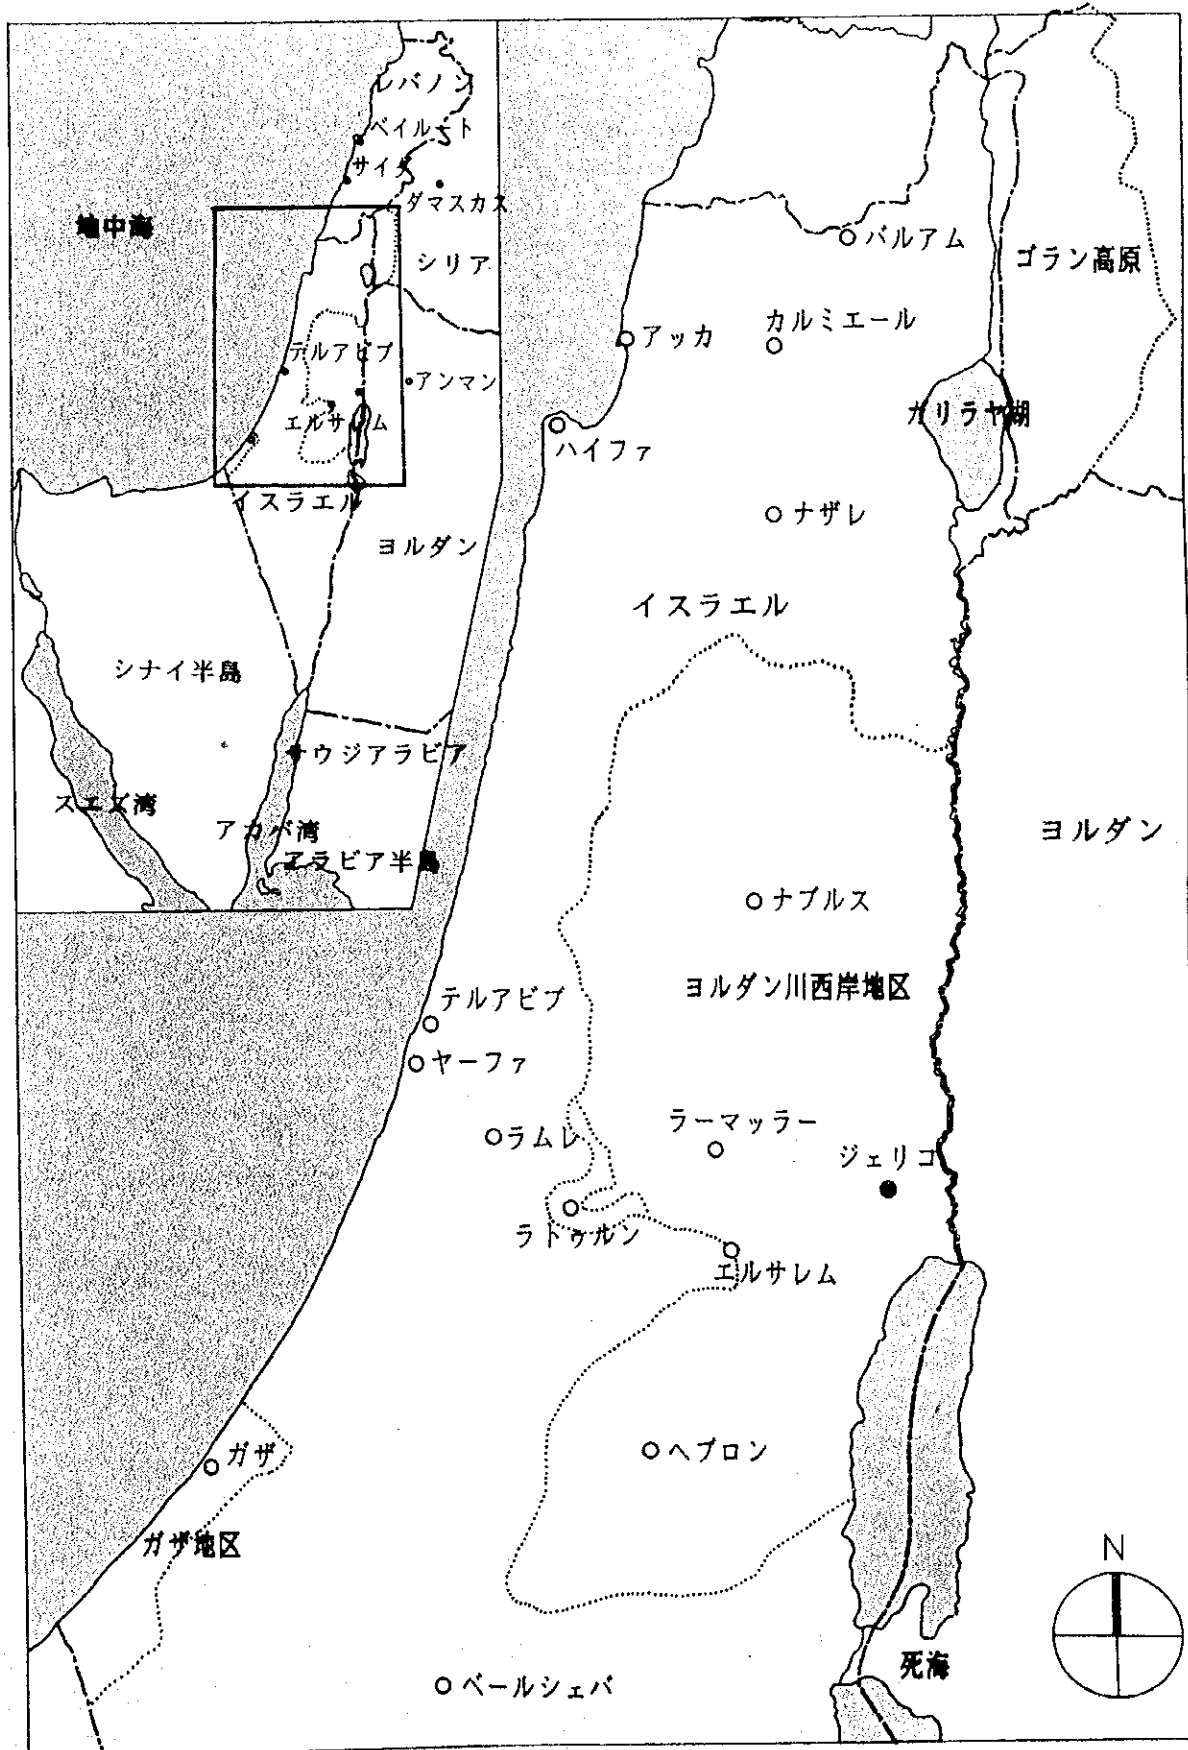 レバノン
ベイルート
サイダ
ダマスカス
地中海
シリア
テルアビブ
アンマン
エルサレム
イスラエル
ヨルダン
シナイ半島
サウジアラビア
スエズ湾
アカバ湾
アラビア半島
バルアム
ゴラン高原
カルミエール
アッカ
ガリラヤ湖
ハイファ
ナザレ
イスラエル
ヨルダン
ナブルス
ヨルダン川西岸地区
テルアビブ
ヤーファ
ラーマッラー
ラムレ
ジェリコ
ラトゥルン
エルサレム
ガザ
ヘブロン
ガザ地区
N
死海
ベールシェバ